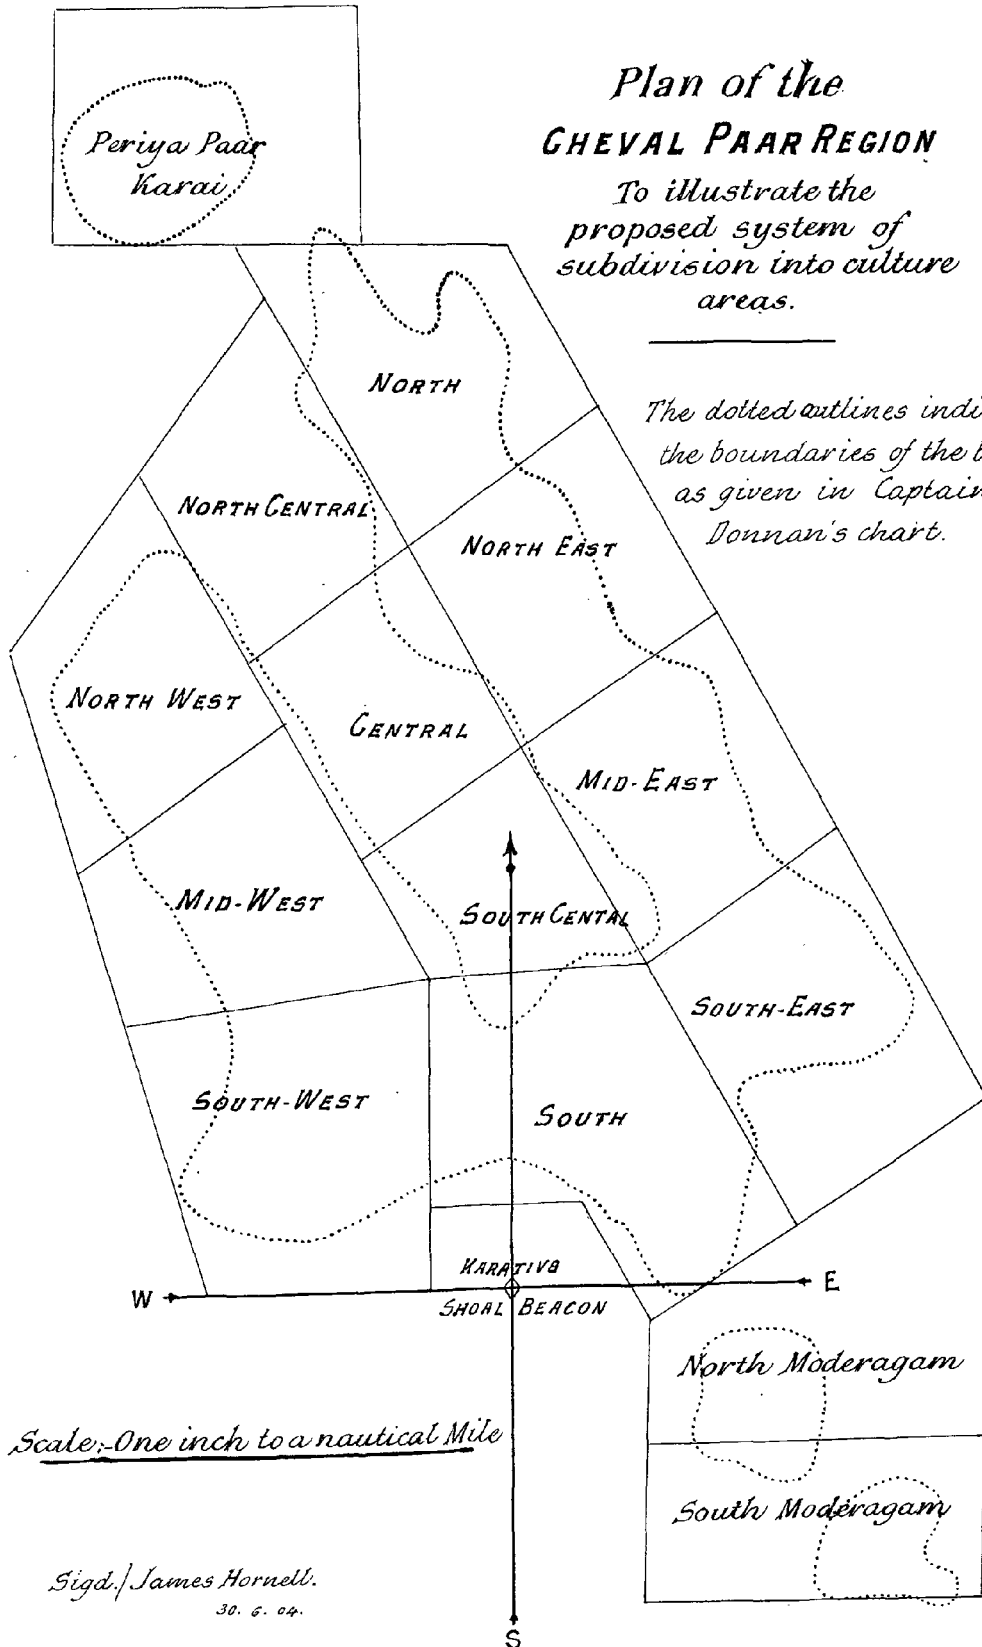 Plan of the
CHEVAL PAAR REGION
To illustrate the
proposed system of
subdivision into culture
areas.
Periya Paar
Karai
The dotted outlines indi
the boundaries of the b
as given in Captain
Donnan's chart.
NORTH
NORTH CENTRAL
NORTH EAST
NORTH WEST
CENTRAL
MID-EAST
MID-WEST
SOUTH CENTAL
SOUTH-EAST
SOUTH-WEST
SOUTH
KARATIVO
W
E
SHOAL BEACON
North Moderagam
Scale:-One inch to a nautical Mile
South Moderagam
Sigd./James Hornell.
30. 6. 04.
S